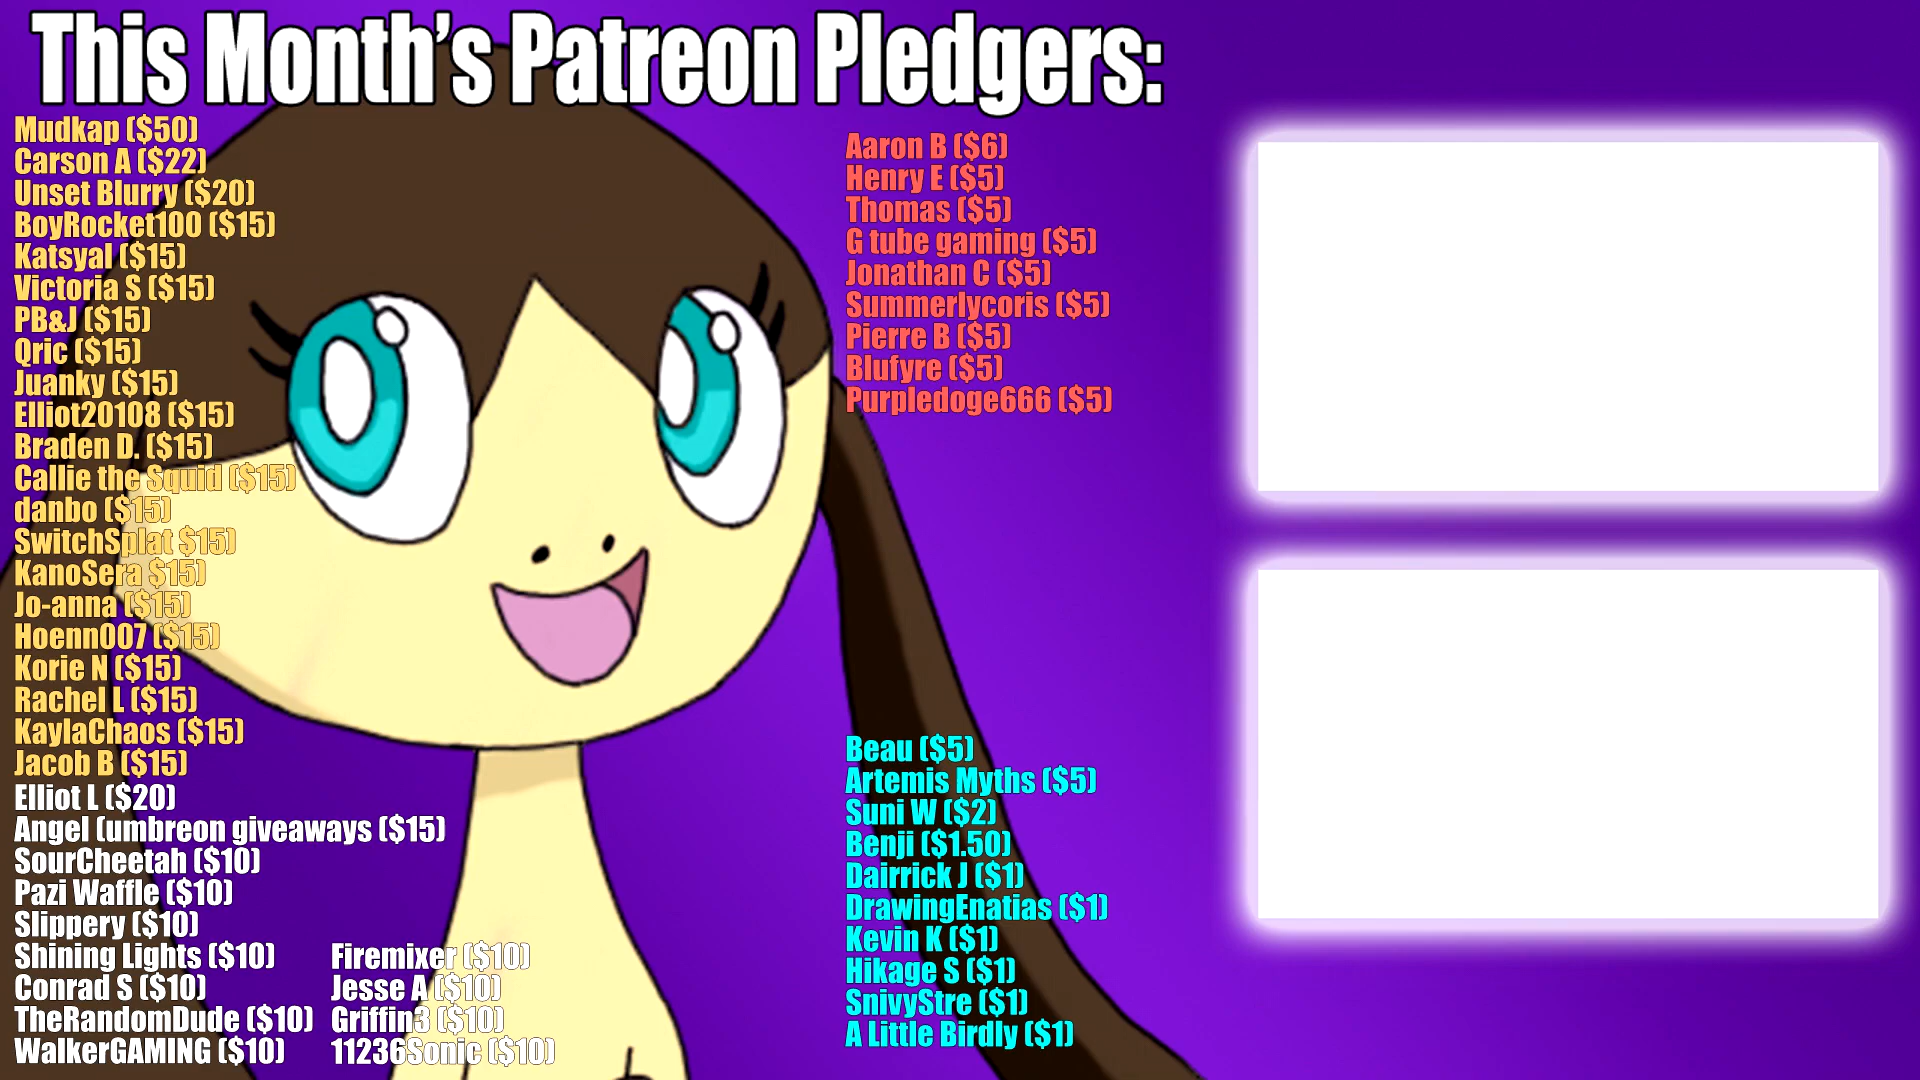 This Month's Patreon Pledgers:
Mudkap ($50)
Carson A ($22)
Unset Blurry ($20)
BoyRocket100 ($15)
Katsyal ($15)
Victoria S ($15)
PB&J ($15)
Qric ($15)
Juanky ($15)
Elliot20108 ($15)
Braden D. ($15)
Callie the Squid ($15)
danbo ($15)
SwitchSplat $15)
KanoSera $15)
Jo-anna ($15)
Hoenn007 ($15)
Korie N ($15)
Rachel L ($15)
KaylaChaos ($15)
Jacob B ($15)
Elliot L ($20)
Angel (umbreon giveaways ($15)
SourCheetah ($10)
Pazi Waffle ($10)
Slippery ($10)
Shining Lights ($10)
Conrad S ($10)
TheRandomDude ($10)
WalkerGAMING ($10)
Firemixer ($10)
Jesse A ($10)
Griffin3 ($10)
11236Sonic ($10)
Aaron B ($6)
Henry E ($5)
Thomas ($5)
G tube gaming ($5)
Jonathan C ($5)
Summerlycoris ($5)
Pierre B ($5)
Blufyre ($5)
Purpledoge666 ($5)
Beau ($5)
Artemis Myths ($5)
Suni W ($2)
Benji ($1.50)
Dairrick J ($1)
DrawingEnatias ($1)
Kevin K ($1)
Hikage S ($1)
SnivyStre ($1)
A Little Birdly ($1)